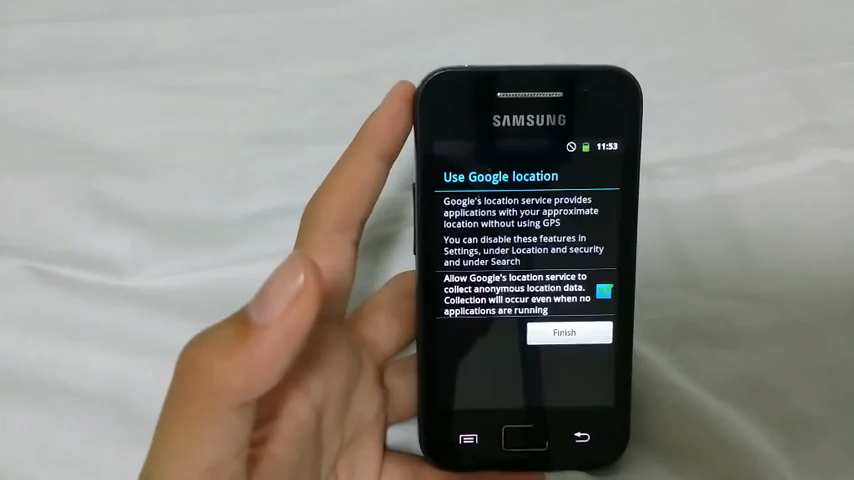 SAMSUNG
11:53
Use Google location
Google's location service provides
applications with your approximate
location without using GPS
You can disable these features in
Settings, under Location and security
and under Search
Allow Google's location service to
collect anonymous location data.
Collection will occur even when no
applications are running
Finish